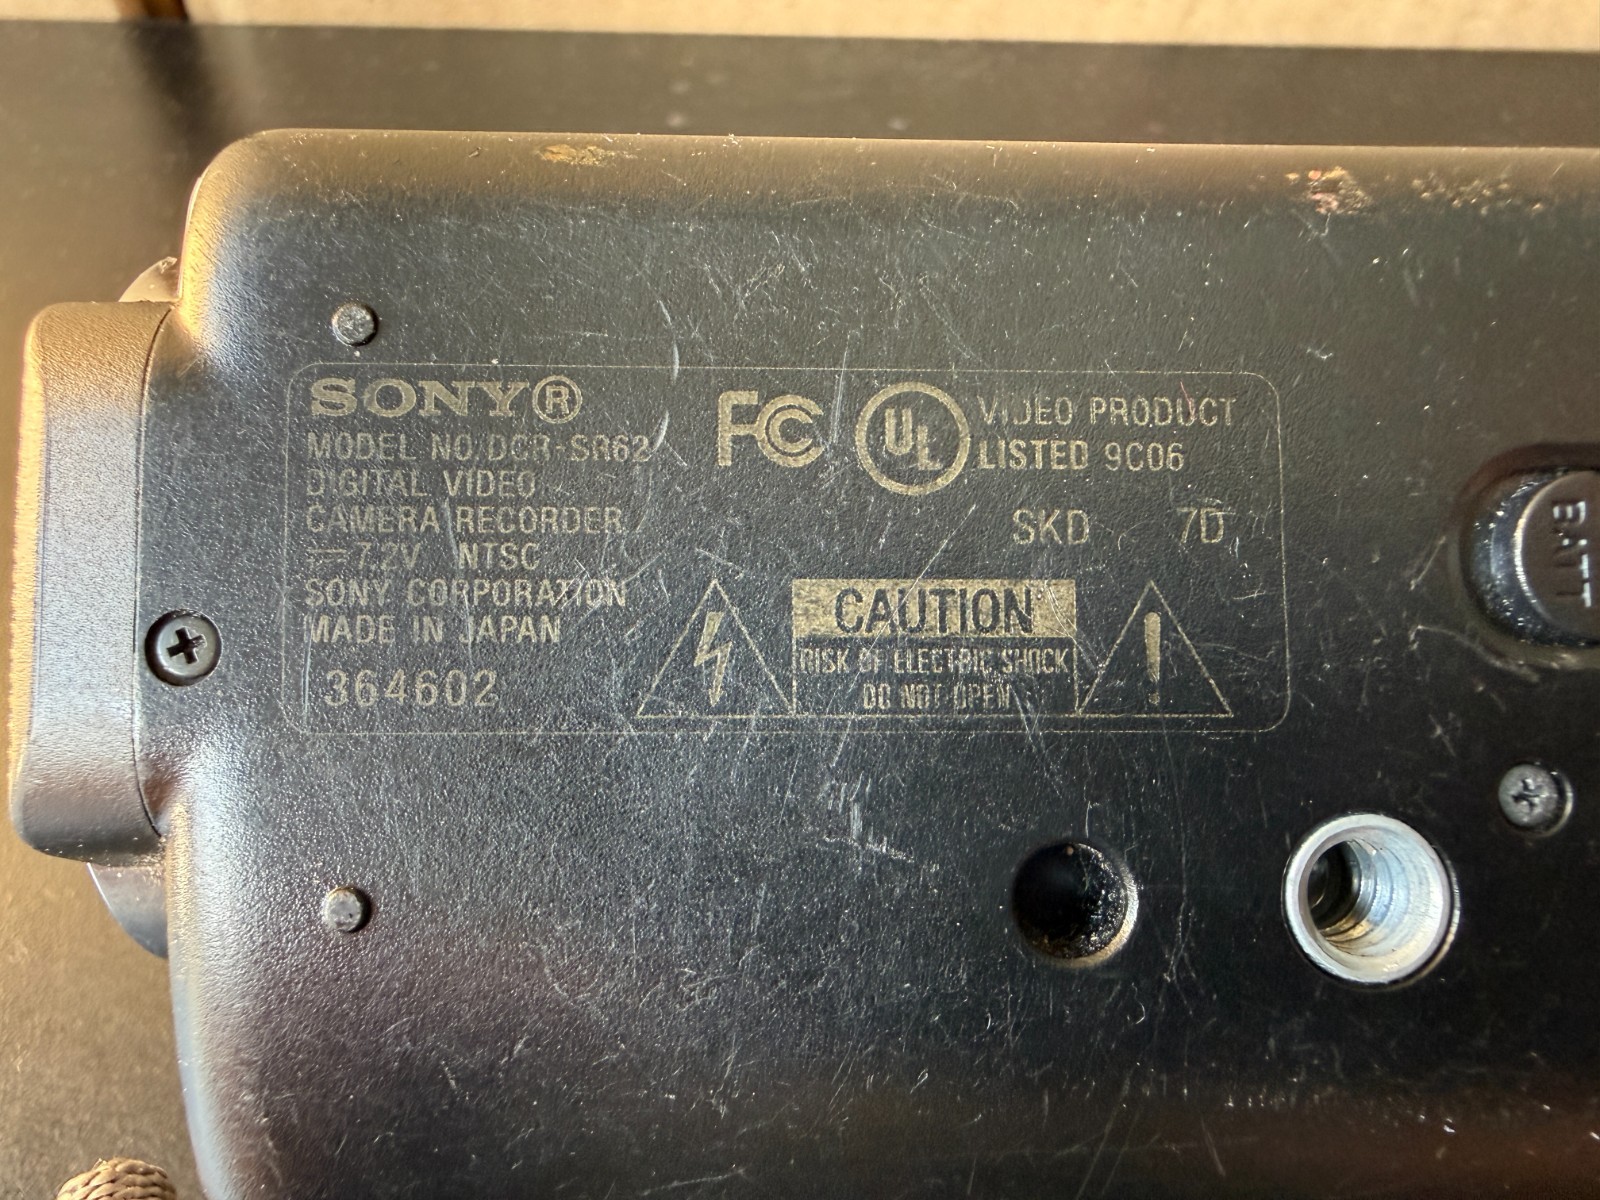 SONY®
MODEL NO. DCR-SR62
DIGITAL VIDEO
CAMERA RECORDER
⎓7.2V NTSC
SONY CORPORATION
MADE IN JAPAN
364602
FC
UL
VIDEO PRODUCT
LISTED 9C06
SKD 7D
CAUTION
RISK OF ELECTRIC SHOCK
DO NOT OPEN
!
BATT